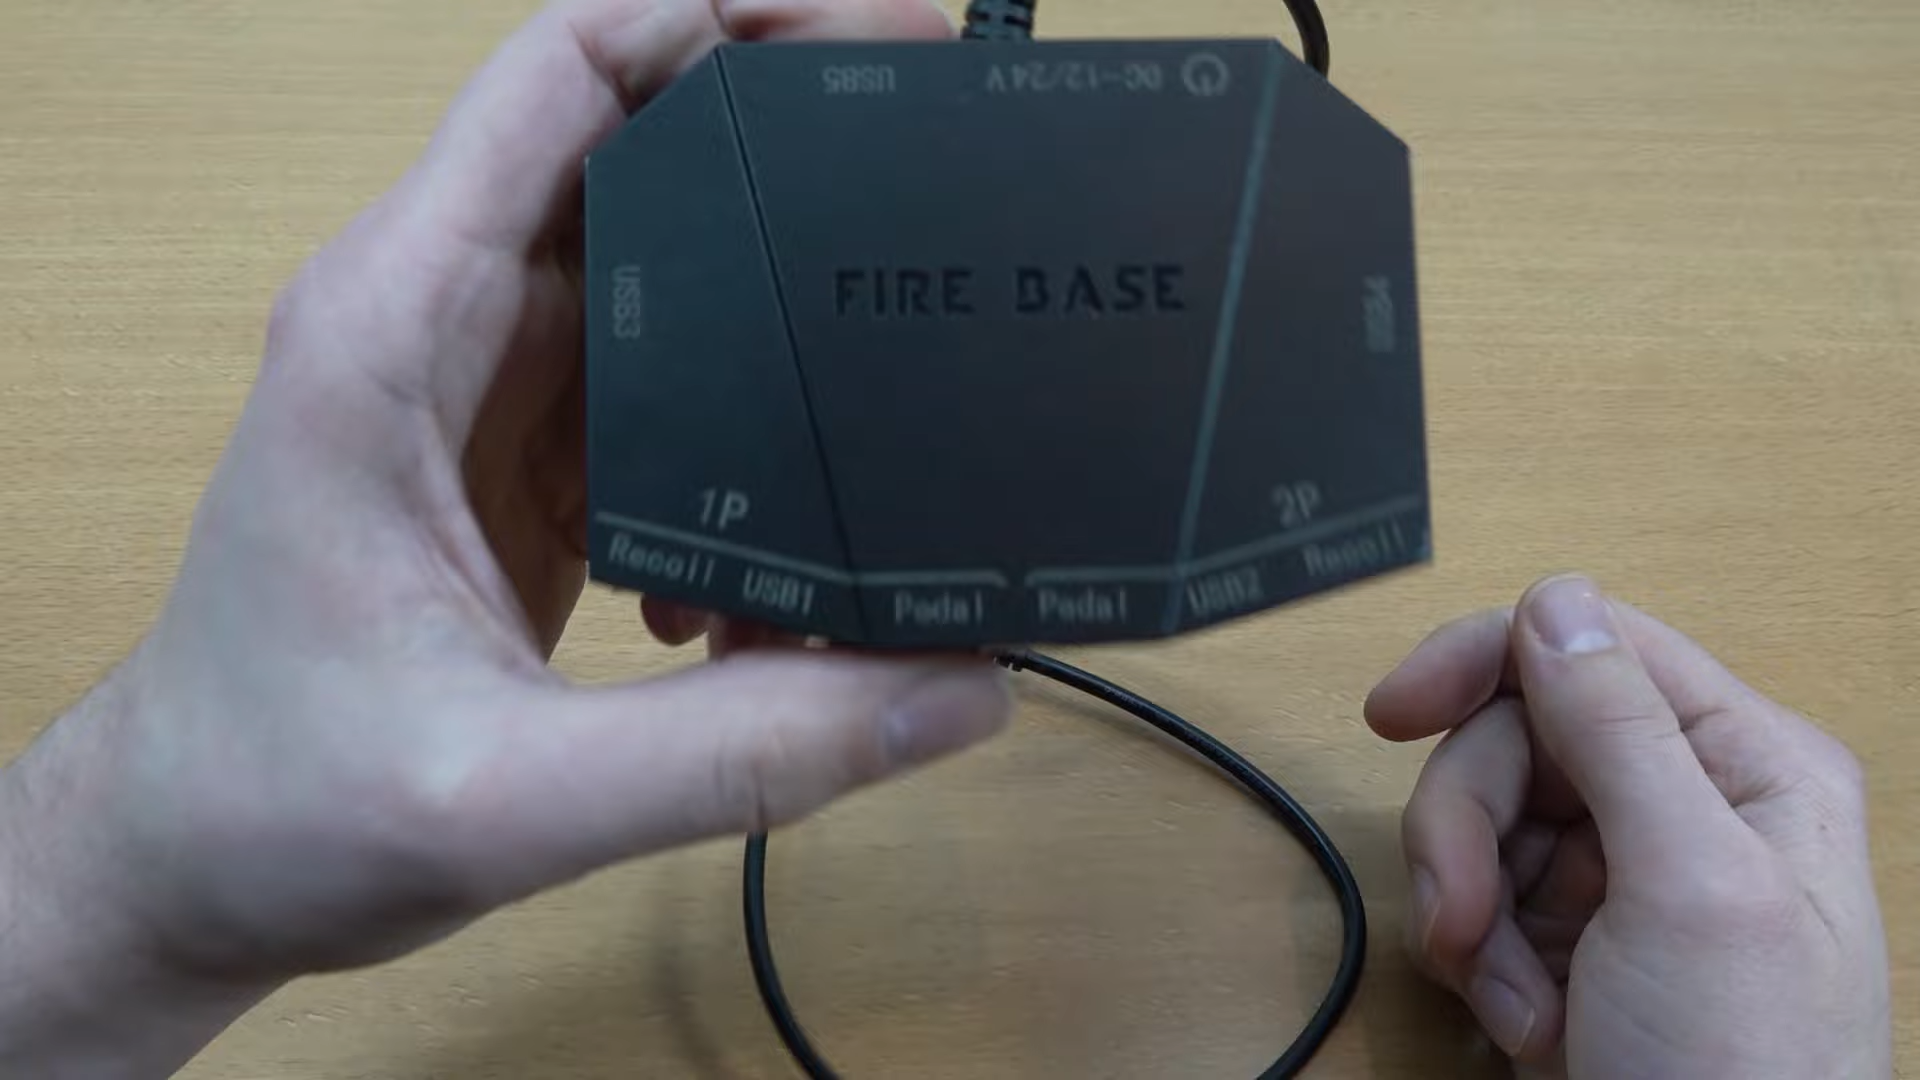 USB5 DC-12/24V
FIRE BASE
USB3
1P 2P
Recoil USB1 Pedal Pedal USB2 Recoil